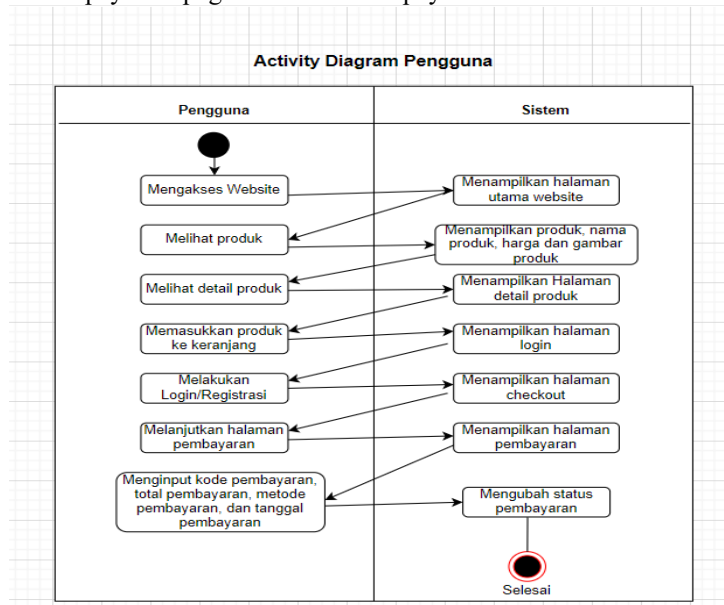 Activity Diagram Pengguna
Pengguna
Sistem
Mengakses Website
Menampilkan halaman
utama website
Melihat produk
Menampilkan produk, nama
produk, harga dan gambar
produk
Melihat detail produk
Menampilkan Halaman
detail produk
Memasukkan produk
ke keranjang
Menampilkan halaman
login
Melakukan
Login/Registrasi
Menampilkan halaman
checkout
Melanjutkan halaman
pembayaran
Menampilkan halaman
pembayaran
Menginput kode pembayaran,
total pembayaran, metode
pembayaran, dan tanggal
pembayaran
Mengubah status
pembayaran
Selesai